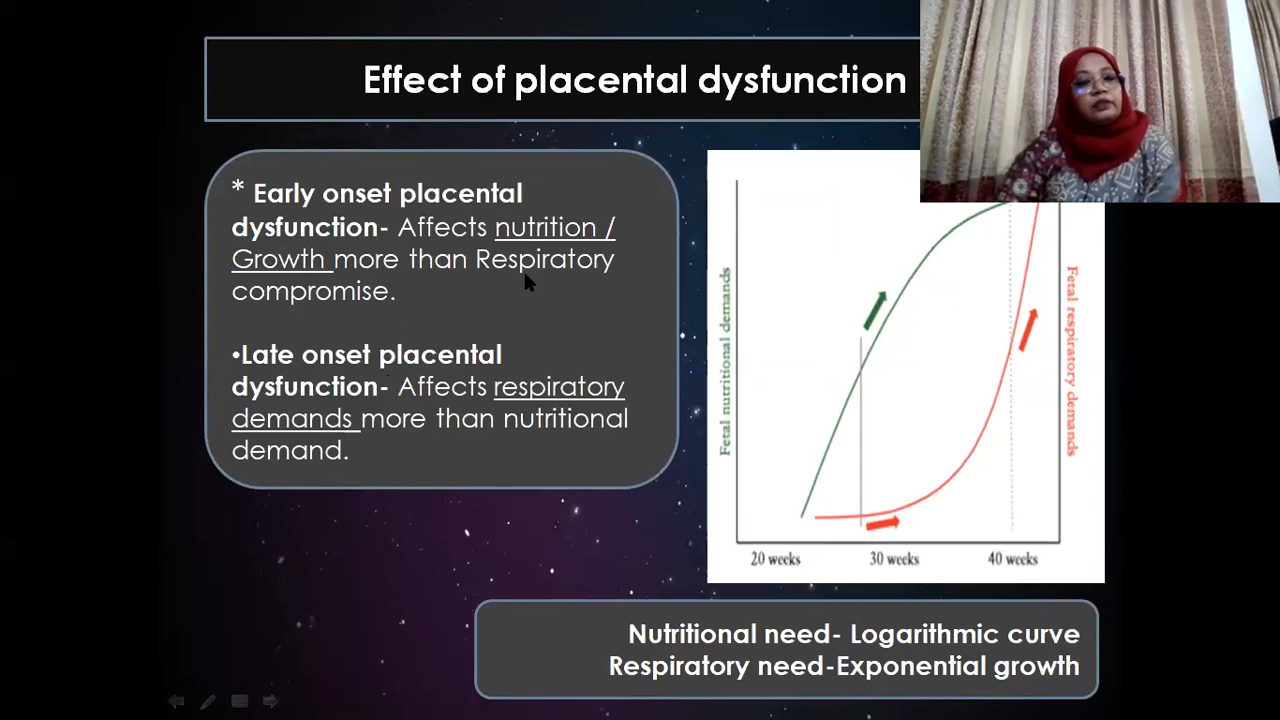 Effect of placental dysfunction
* Early onset placental
dysfunction- Affects nutrition /
Growth more than Respiratory
compromise.
•Late onset placental
dysfunction- Affects respiratory
demands more than nutritional
demand.
Fetal nutritional demands
Fetal respiratory demands
20 weeks
30 weeks
40 weeks
Nutritional need- Logarithmic curve
Respiratory need-Exponential growth